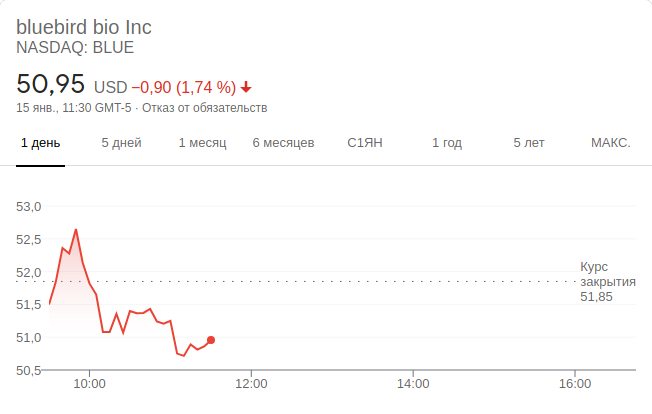 bluebird bio Inc
NASDAQ: BLUE
50,95 USD −0,90 (1,74 %)
15 янв., 11:30 GMT-5 · Отказ от обязательств
1 день 5 дней 1 месяц 6 месяцев С1ЯН 1 год 5 лет МАКС.
53,0
52,5
52,0
51,5
51,0
50,5
Курс
закрытия
51,85
10:00 12:00 14:00 16:00